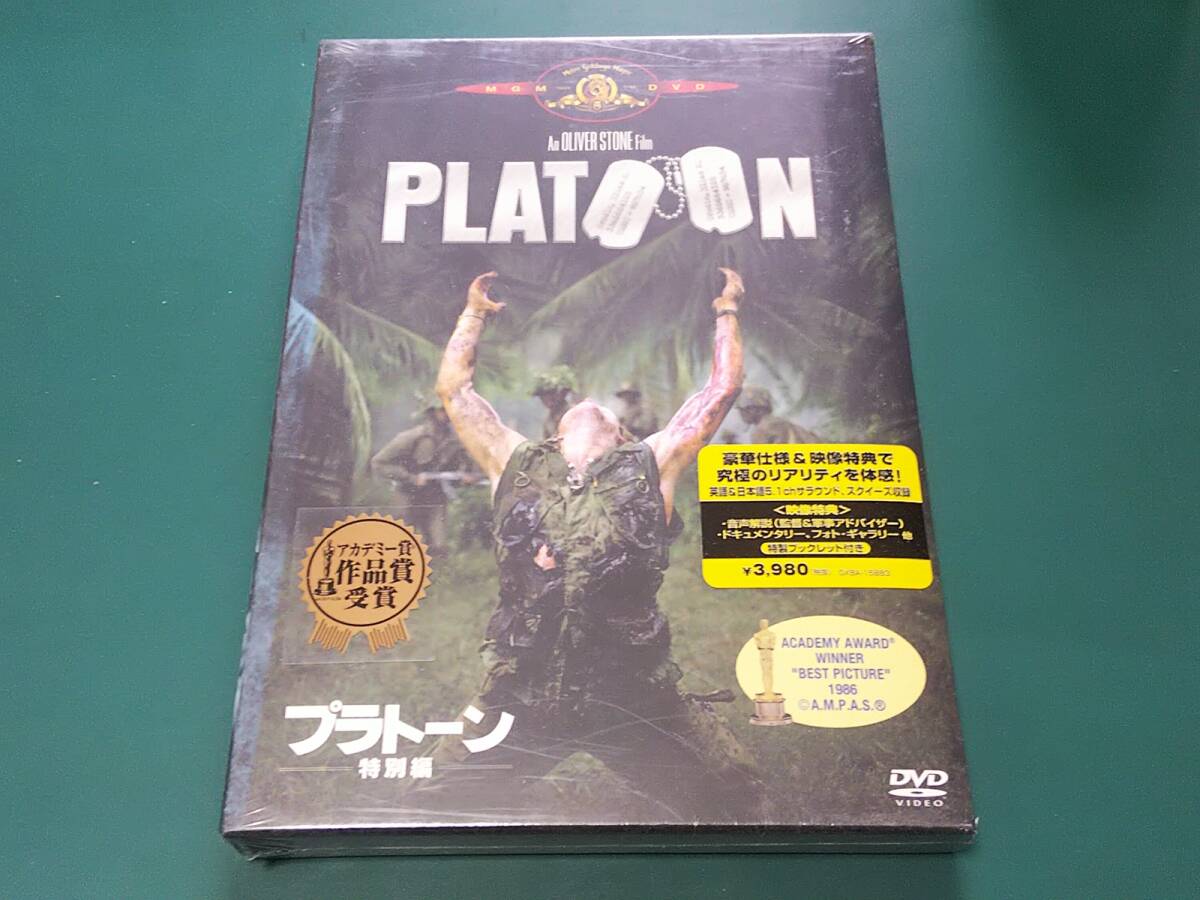 Metro Goldwyn Mayer
MGM DVD
An OLIVER STONE Film
PLATOON
豪華仕様&映像特典で
究極のリアリティを体感!
英語&日本語5.1chサラウンド、スクイーズ収録
<映像特典>
・音声解説(監督&軍事アドバイザー)
・ドキュメンタリー。フォト・ギャラリー 他
特製ブックレット付き
¥3,980
アカデミー賞
作品賞
受賞
ACADEMY AWARD®
WINNER
"BEST PICTURE"
1986
©A.M.P.A.S.®
プラトーン
特別編
DVD
VIDEO